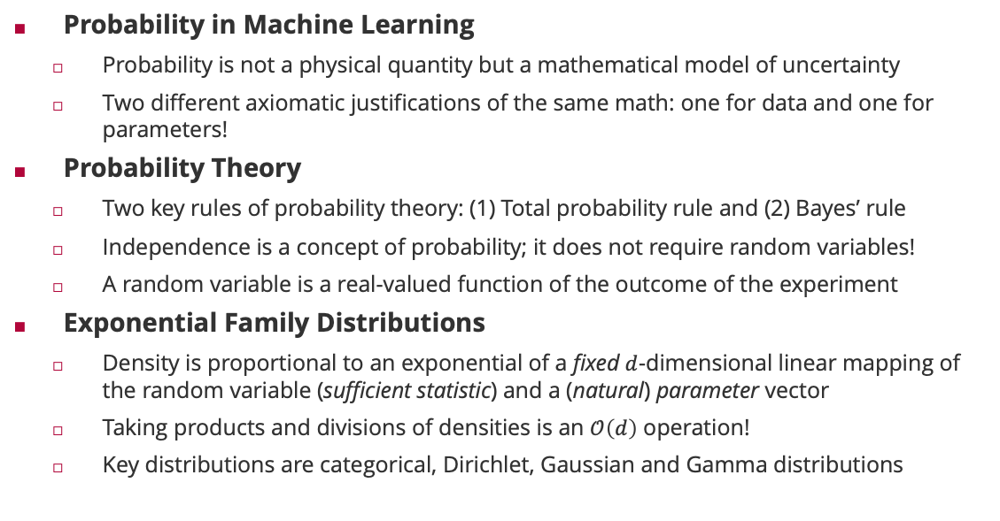 Probability in Machine Learning
Probability is not a physical quantity but a mathematical model of uncertainty
Two different axiomatic justifications of the same math: one for data and one for
parameters!
Probability Theory
Two key rules of probability theory: (1) Total probability rule and (2) Bayes’ rule
Independence is a concept of probability; it does not require random variables!
A random variable is a real-valued function of the outcome of the experiment
Exponential Family Distributions
Density is proportional to an exponential of a fixed 𝑑-dimensional linear mapping of
the random variable (sufficient statistic) and a (natural) parameter vector
Taking products and divisions of densities is an 𝒪(𝑑) operation!
Key distributions are categorical, Dirichlet, Gaussian and Gamma distributions